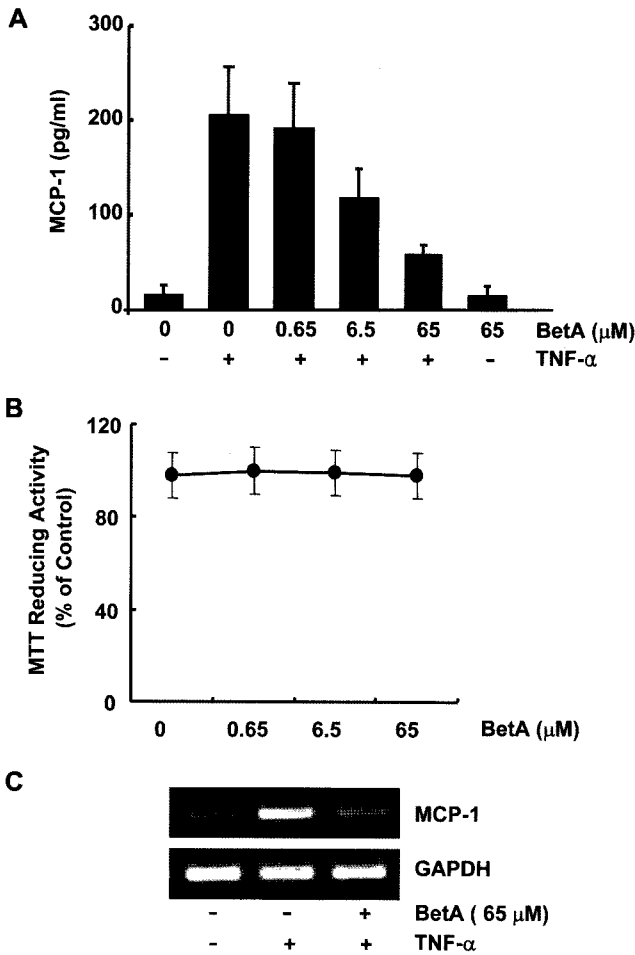 A
300
200
100
0
MCP-1 (pg/ml)
0 0 0.65 6.5 65 65 BetA (μM)
- + + + + - TNF-α
B
120
80
40
0
MTT Reducing Activity
(% of Control)
0 0.65 6.5 65 BetA (μM)
C
MCP-1
GAPDH
- - + BetA ( 65 μM)
- + + TNF-α